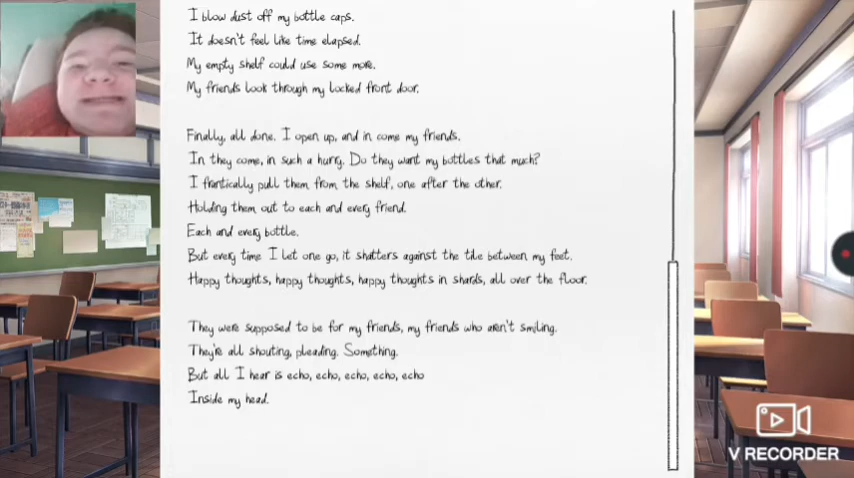 I blow dust off my bottle caps.
It doesn't feel like time elapsed.
My empty shelf could use some more.
My friends look through my locked front door.
Finally, all done. I open up, and in come my friends.
In they come, in such a hurry. Do they want my bottles that much?
I frantically pull them from the shelf, one after the other.
Holding them out to each and every friend.
Each and every bottle.
But every time I let one go, it shatters against the tile between my feet.
Happy thoughts, happy thoughts, happy thoughts in shards, all over the floor.
They were supposed to be for my friends, my friends who aren't smiling.
They're all shouting, pleading. Something.
But all I hear is echo, echo, echo, echo, echo
Inside my head.
V RECORDER